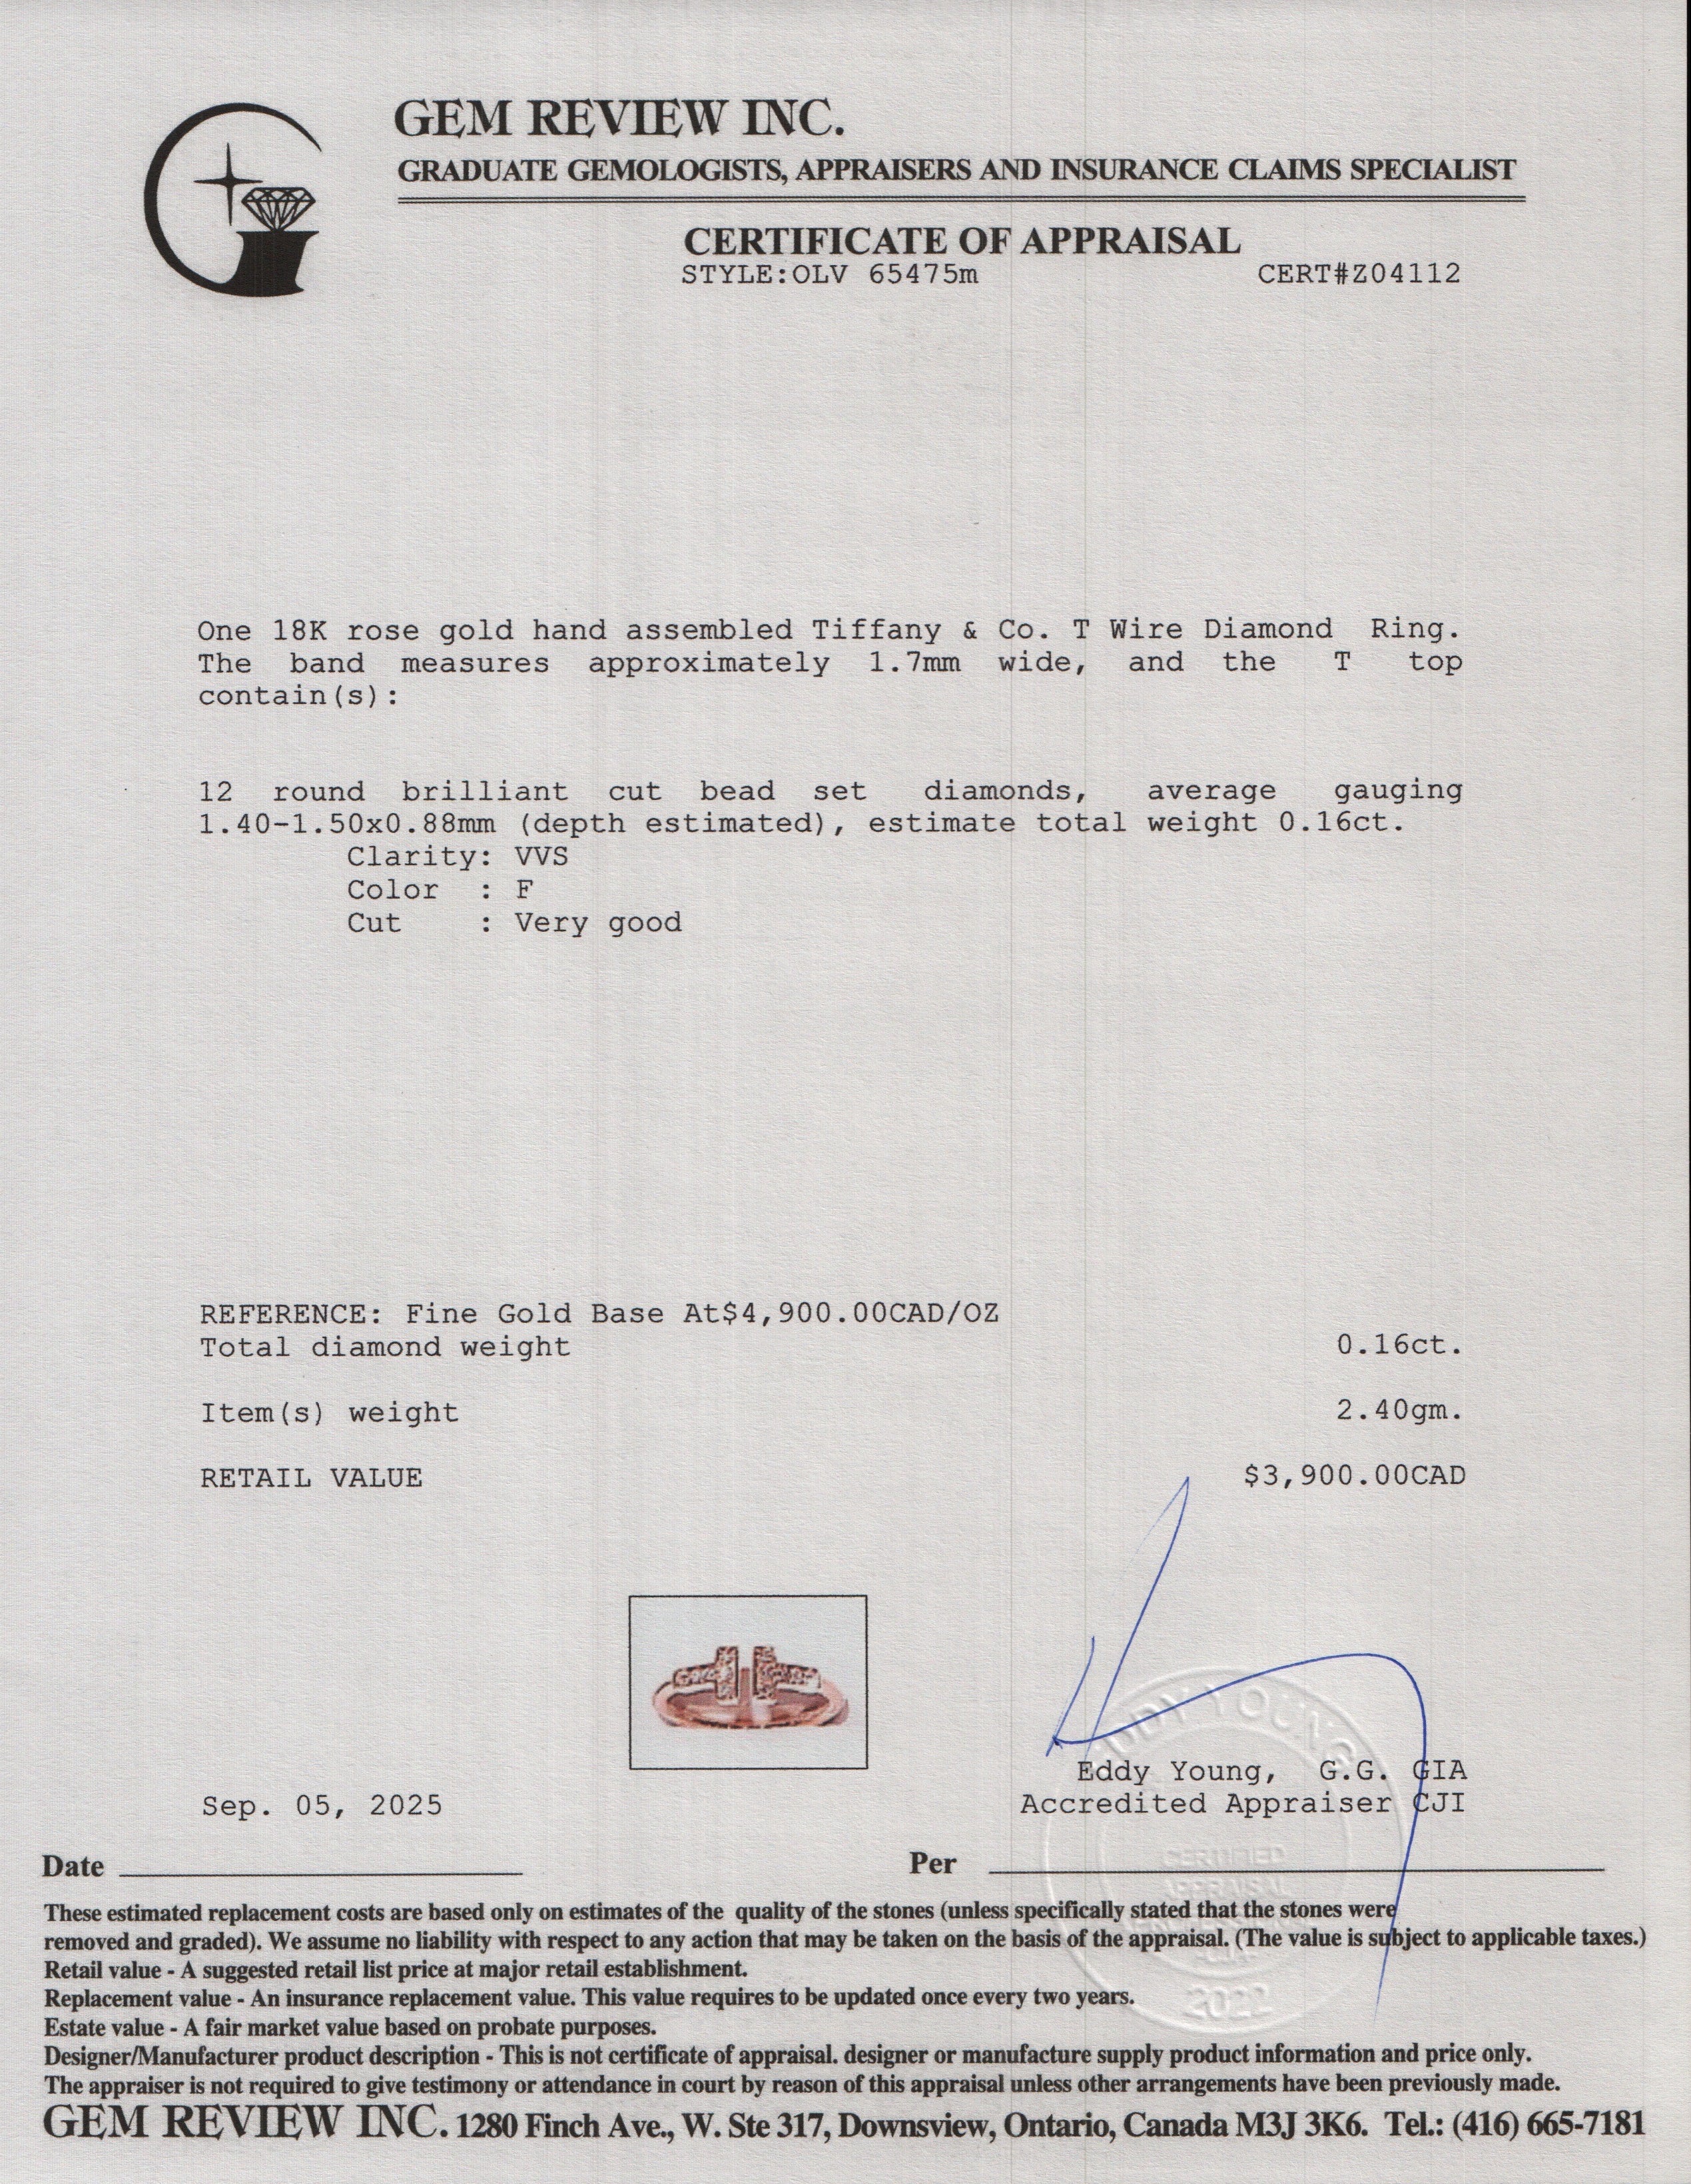 GEM REVIEW INC.
GRADUATE GEMOLOGISTS, APPRAISERS AND INSURANCE CLAIMS SPECIALIST
CERTIFICATE OF APPRAISAL
STYLE:OLV 65475m CERT#Z04112
One 18K rose gold hand assembled Tiffany & Co. T Wire Diamond Ring.
The band measures approximately 1.7mm wide, and the T top
contain(s):
12 round brilliant cut bead set diamonds, average gauging
1.40-1.50x0.88mm (depth estimated), estimate total weight 0.16ct.
Clarity: VVS
Color : F
Cut : Very good
REFERENCE: Fine Gold Base At$4,900.00CAD/OZ
Total diamond weight 0.16ct.
Item(s) weight 2.40gm.
RETAIL VALUE $3,900.00CAD
EDDY YOUNG
Eddy Young, G.G. GIA
Sep. 05, 2025 Accredited Appraiser CJI
CERTIFIED
APPRAISAL
2022
Date Per
These estimated replacement costs are based only on estimates of the quality of the stones (unless specifically stated that the stones were
removed and graded). We assume no liability with respect to any action that may be taken on the basis of the appraisal. (The value is subject to applicable taxes.)
Retail value - A suggested retail list price at major retail establishment.
Replacement value - An insurance replacement value. This value requires to be updated once every two years.
Estate value - A fair market value based on probate purposes.
Designer/Manufacturer product description - This is not certificate of appraisal. designer or manufacture supply product information and price only.
The appraiser is not required to give testimony or attendance in court by reason of this appraisal unless other arrangements have been previously made.
GEM REVIEW INC. 1280 Finch Ave., W. Ste 317, Downsview, Ontario, Canada M3J 3K6. Tel.: (416) 665-7181